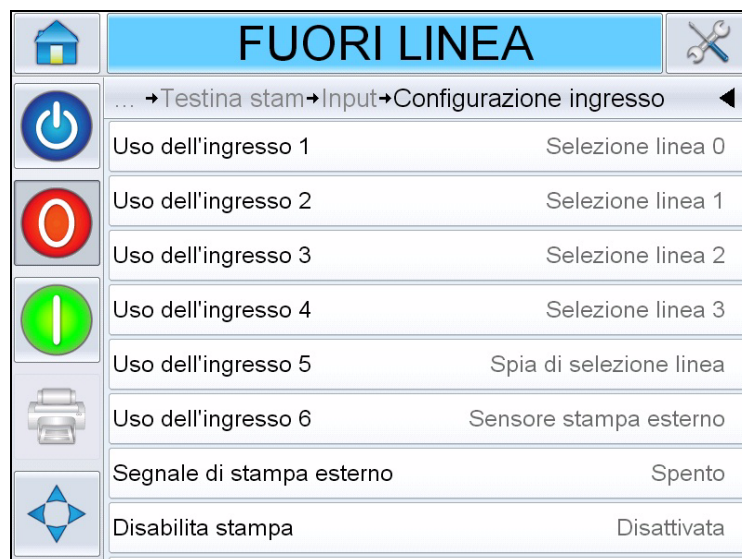 FUORI LINEA
... →Testina stam→Input→Configurazione ingresso
Uso dell'ingresso 1 Selezione linea 0
Uso dell'ingresso 2 Selezione linea 1
Uso dell'ingresso 3 Selezione linea 2
Uso dell'ingresso 4 Selezione linea 3
Uso dell'ingresso 5 Spia di selezione linea
Uso dell'ingresso 6 Sensore stampa esterno
Segnale di stampa esterno Spento
Disabilita stampa Disattivata